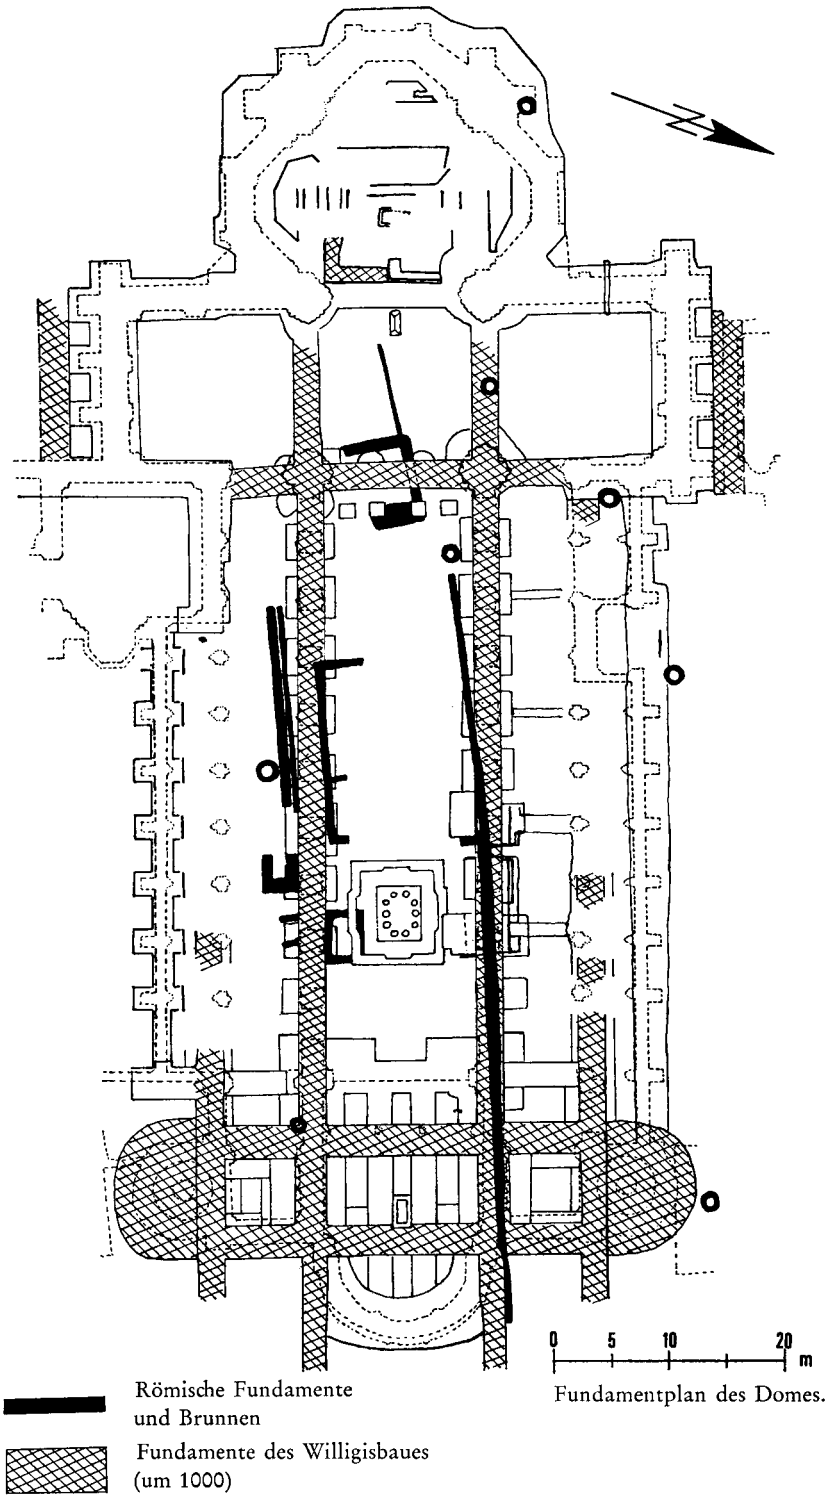 0 5 10 20
m
Fundamentplan des Domes.
Römische Fundamente
und Brunnen
Fundamente des Willigisbaues
(um 1000)